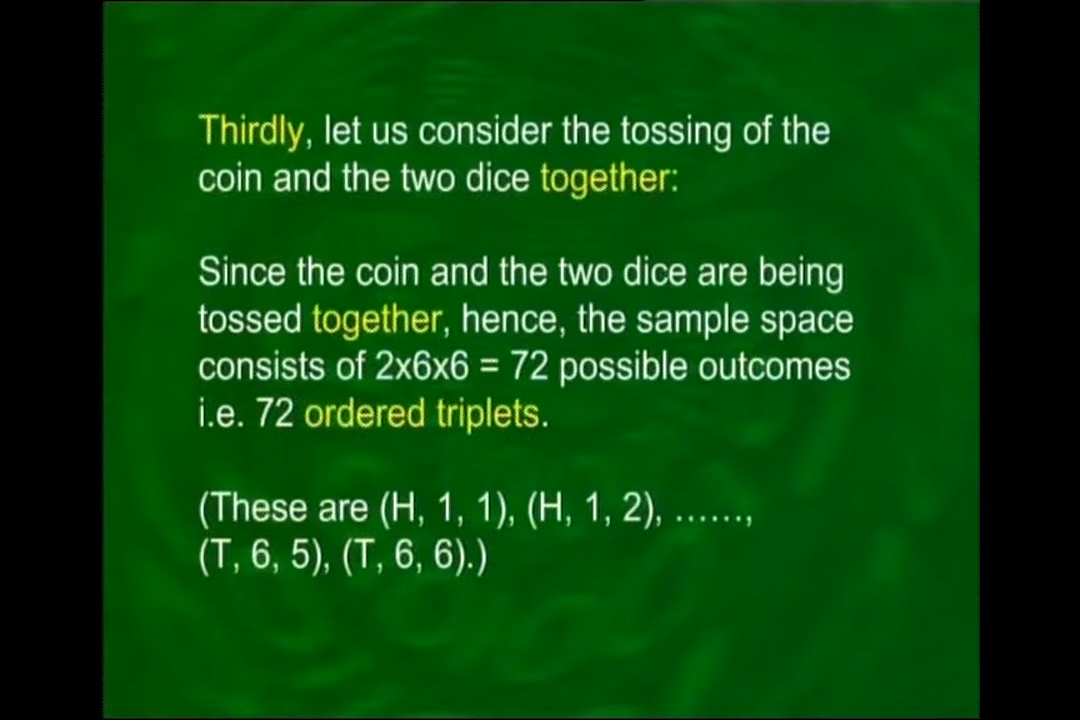 Thirdly, let us consider the tossing of the
coin and the two dice together:
Since the coin and the two dice are being
tossed together, hence, the sample space
consists of 2x6x6 = 72 possible outcomes
i.e. 72 ordered triplets.
(These are (H, 1, 1), (H, 1, 2), ......,
(T, 6, 5), (T, 6, 6).)